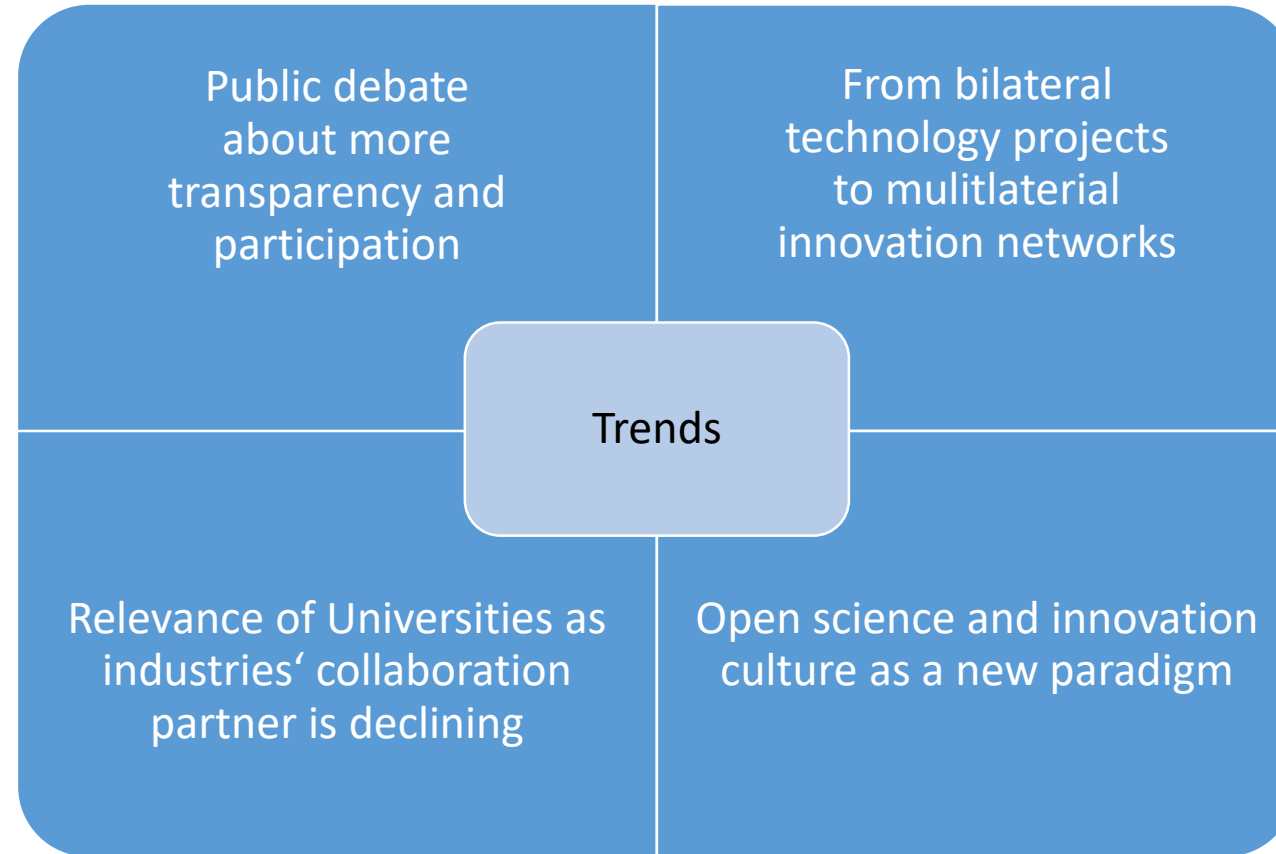 Public debate
about more
transparency and
participation
From bilateral
technology projects
to mulitlaterial
innovation networks
Trends
Relevance of Universities as
industries‘ collaboration
partner is declining
Open science and innovation
culture as a new paradigm